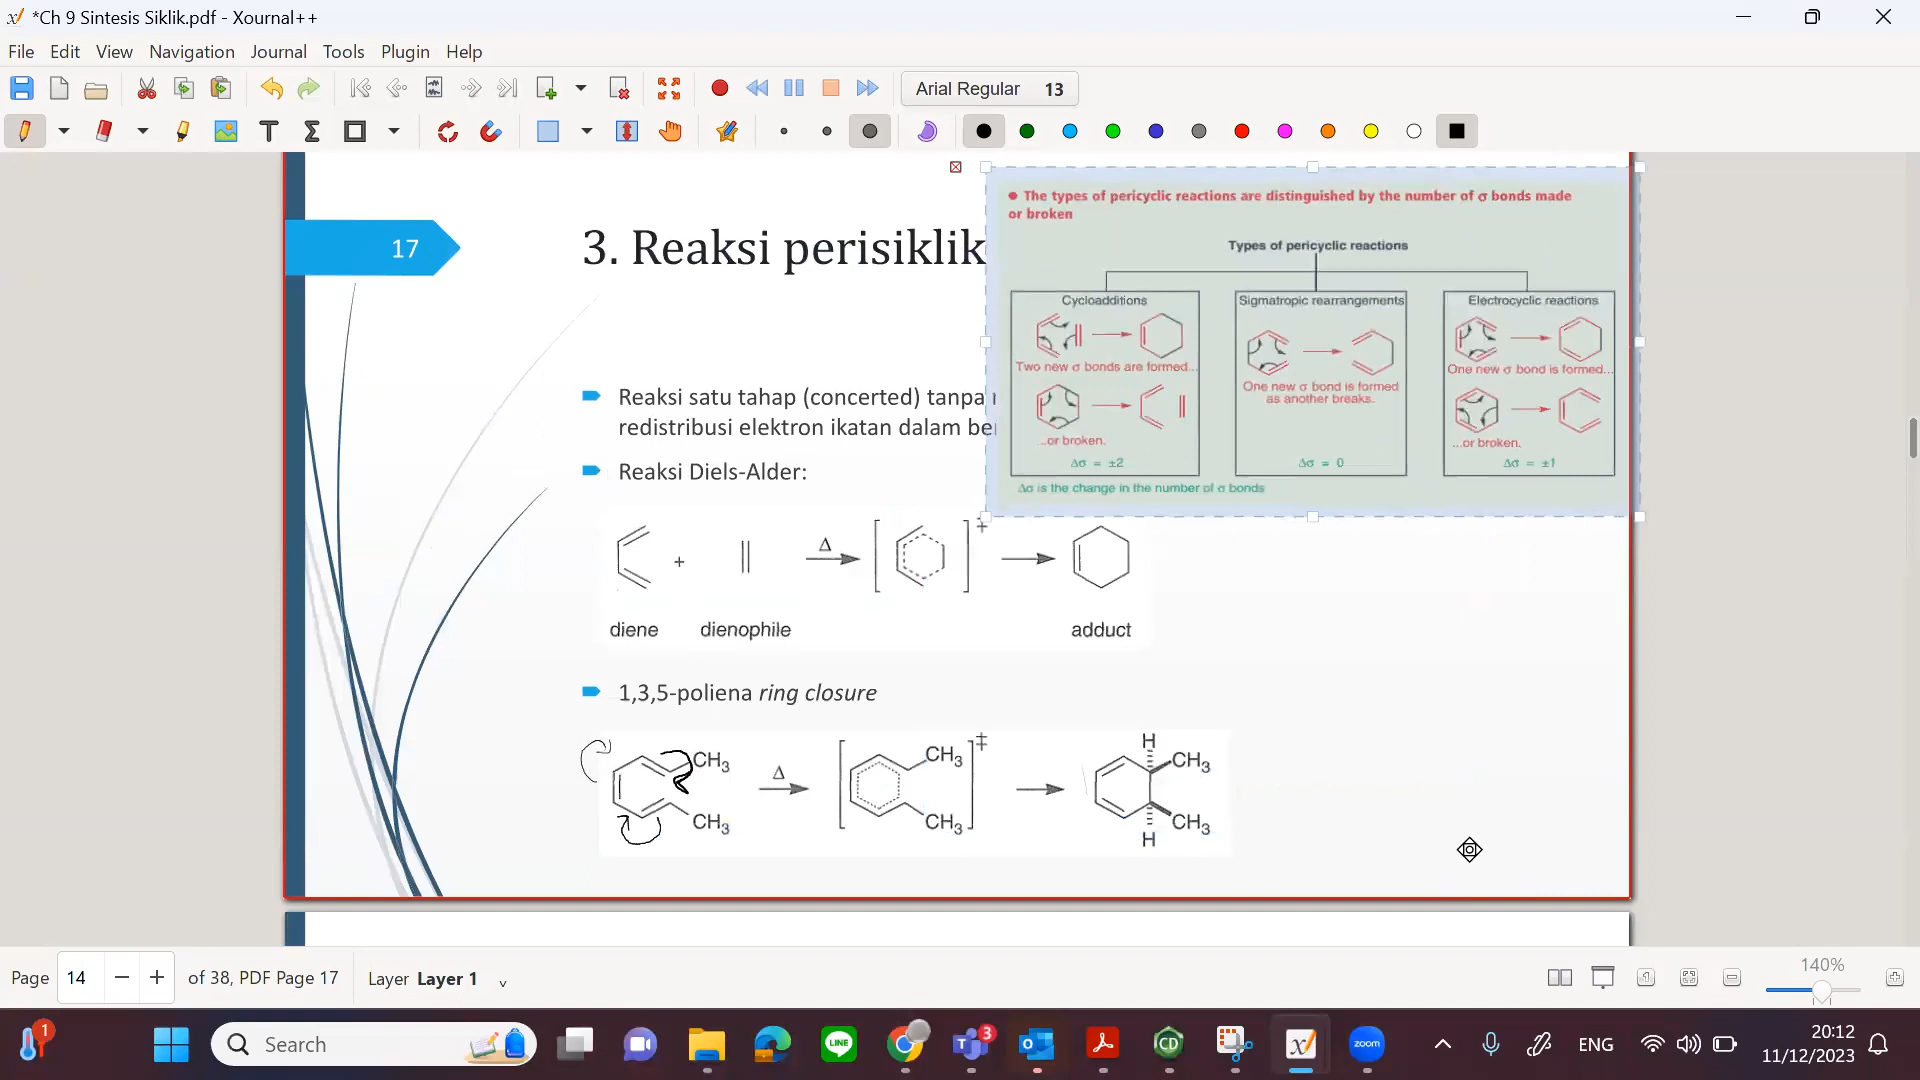 *Ch 9 Sintesis Siklik.pdf - Xournal++
File Edit View Navigation Journal Tools Plugin Help
Arial Regular 13
17
3. Reaksi perisiklik
Reaksi satu tahap (concerted) tanpa
redistribusi elektron ikatan dalam
Reaksi Diels-Alder:
● The types of pericyclic reactions are distinguished by the number of σ bonds made
or broken
Types of pericyclic reactions
Cycloadditions
Two new σ bonds are formed...
...or broken.
Δσ = ±2
Sigmatropic rearrangements
One new σ bond is formed
as another breaks.
Δσ = 0
Electrocyclic reactions
One new σ bond is formed...
...or broken.
Δσ = ±1
Δσ is the change in the number of σ bonds
+ Δ ‡
diene dienophile adduct
1,3,5-poliena ring closure
CH3 CH3 Δ CH3 CH3 ‡ H CH3 CH3 H
Page 14 of 38, PDF Page 17 Layer Layer 1
140%
1 Search LINE 3 CD zoom ENG 20:12
11/12/2023